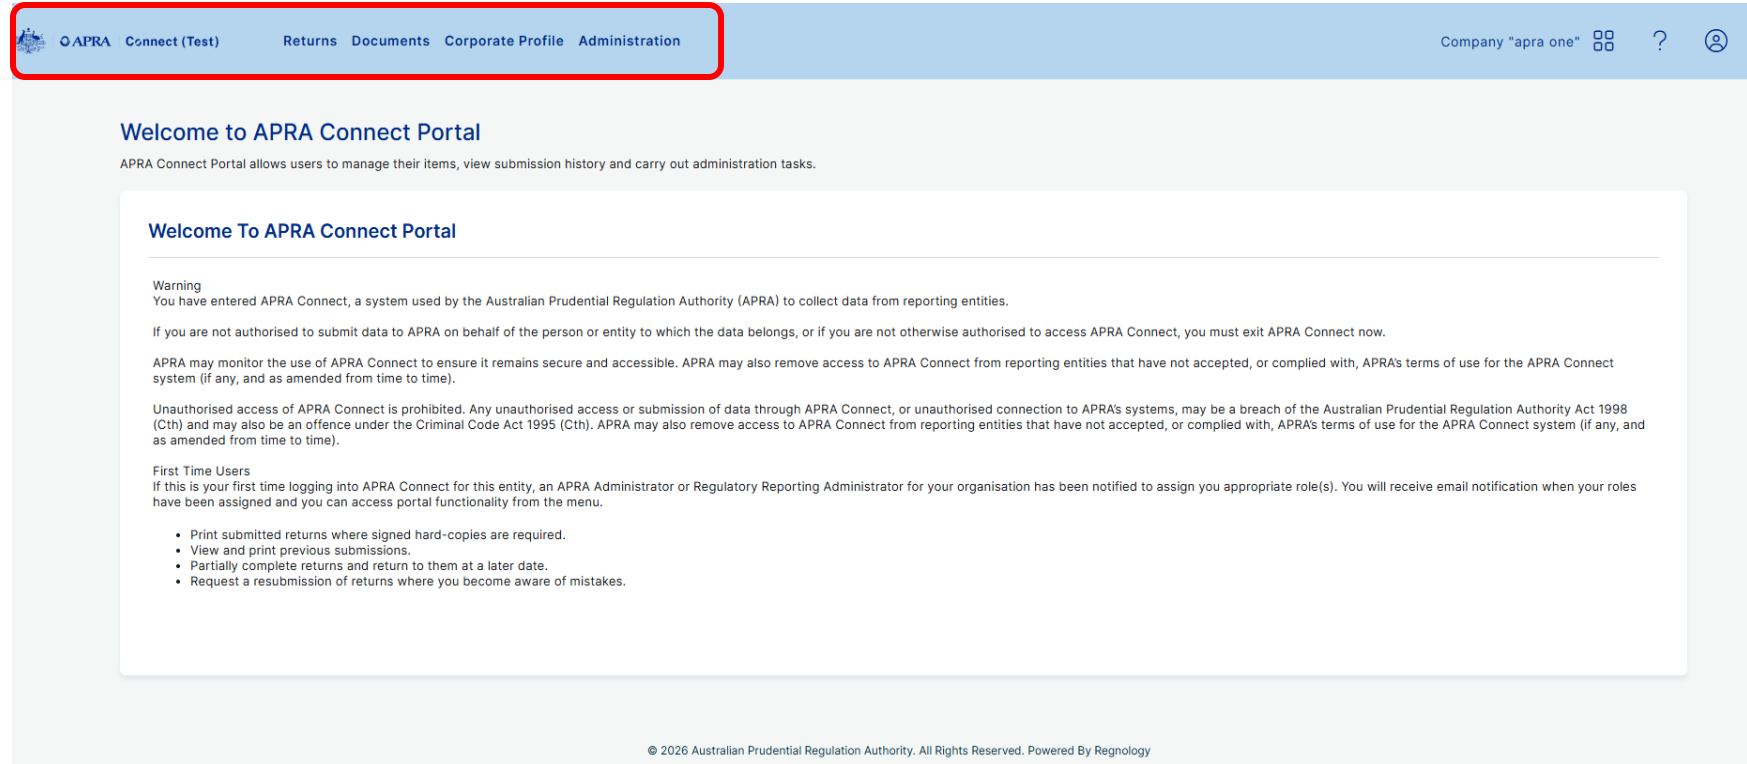 APRA Connect (Test) Returns Documents Corporate Profile Administration Company "apra one" ?
Welcome to APRA Connect Portal
APRA Connect Portal allows users to manage their items, view submission history and carry out administration tasks.
Welcome To APRA Connect Portal
Warning
You have entered APRA Connect, a system used by the Australian Prudential Regulation Authority (APRA) to collect data from reporting entities.
If you are not authorised to submit data to APRA on behalf of the person or entity to which the data belongs, or if you are not otherwise authorised to access APRA Connect, you must exit APRA Connect now.
APRA may monitor the use of APRA Connect to ensure it remains secure and accessible. APRA may also remove access to APRA Connect from reporting entities that have not accepted, or complied with, APRA's terms of use for the APRA Connect
system (if any, and as amended from time to time).
Unauthorised access of APRA Connect is prohibited. Any unauthorised access or submission of data through APRA Connect, or unauthorised connection to APRA's systems, may be a breach of the Australian Prudential Regulation Authority Act 1998
(Cth) and may also be an offence under the Criminal Code Act 1995 (Cth). APRA may also remove access to APRA Connect from reporting entities that have not accepted, or complied with, APRA's terms of use for the APRA Connect system (if any, and
as amended from time to time).
First Time Users
If this is your first time logging into APRA Connect for this entity, an APRA Administrator or Regulatory Reporting Administrator for your organisation has been notified to assign you appropriate role(s). You will receive email notification when your roles
have been assigned and you can access portal functionality from the menu.
• Print submitted returns where signed hard-copies are required.
• View and print previous submissions.
• Partially complete returns and return to them at a later date.
• Request a resubmission of returns where you become aware of mistakes.
© 2026 Australian Prudential Regulation Authority. All Rights Reserved. Powered By Regnology